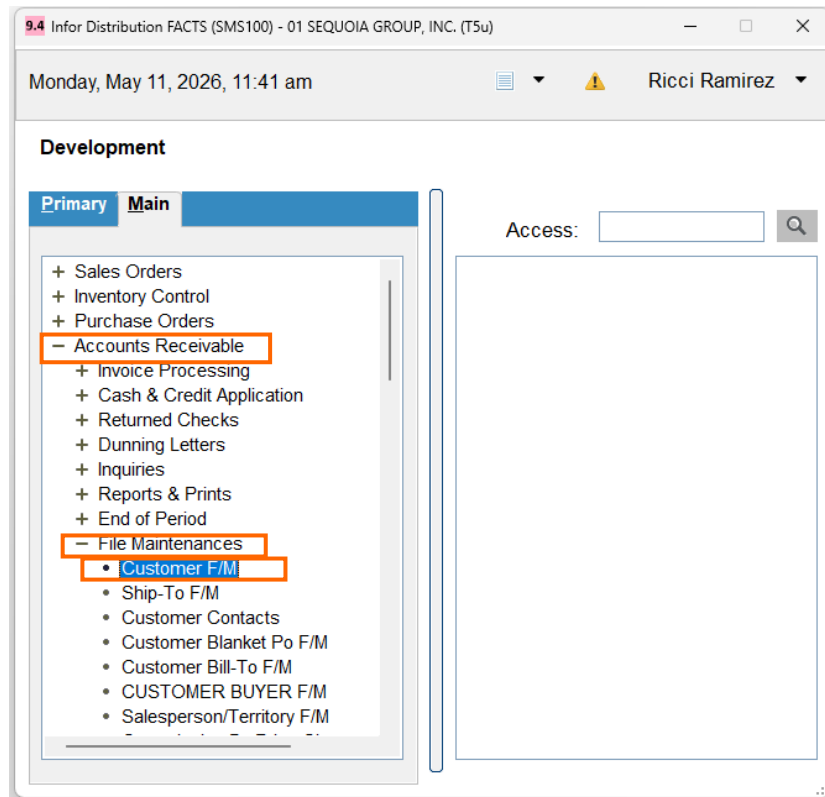 9.4 Infor Distribution FACTS (SMS100) - 01 SEQUOIA GROUP, INC. (T5u)
Monday, May 11, 2026, 11:41 am
Ricci Ramirez
Development
Primary Main
Access:
+ Sales Orders
+ Inventory Control
+ Purchase Orders
− Accounts Receivable
+ Invoice Processing
+ Cash & Credit Application
+ Returned Checks
+ Dunning Letters
+ Inquiries
+ Reports & Prints
+ End of Period
− File Maintenances
• Customer F/M
• Ship-To F/M
• Customer Contacts
• Customer Blanket Po F/M
• Customer Bill-To F/M
• CUSTOMER BUYER F/M
• Salesperson/Territory F/M